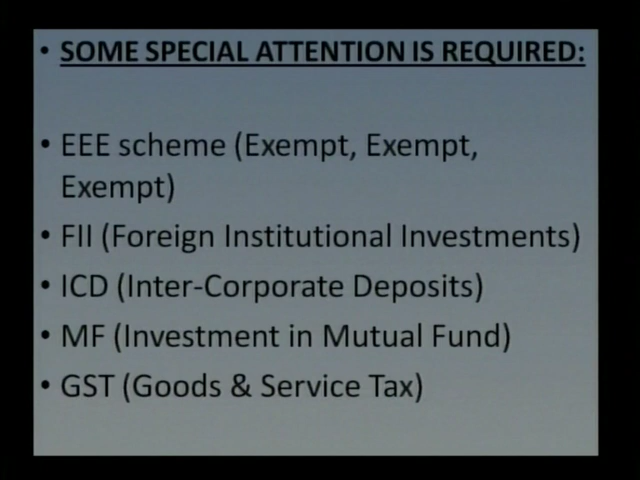 • SOME SPECIAL ATTENTION IS REQUIRED:
• EEE scheme (Exempt, Exempt,
Exempt)
• FII (Foreign Institutional Investments)
• ICD (Inter-Corporate Deposits)
• MF (Investment in Mutual Fund)
• GST (Goods & Service Tax)